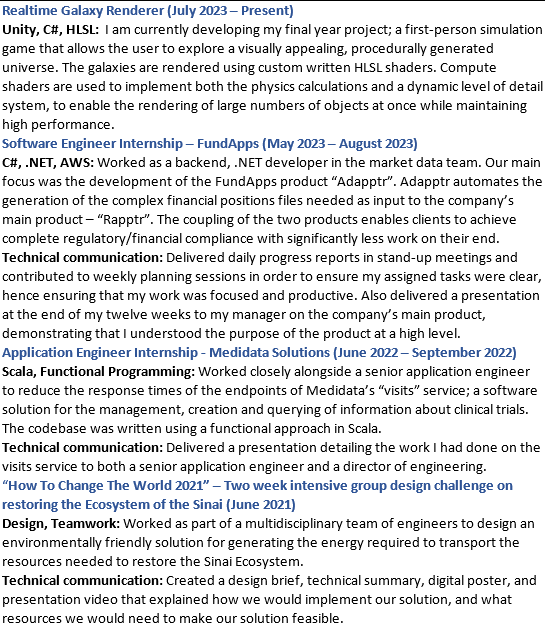 Realtime Galaxy Renderer (July 2023 – Present)
Unity, C#, HLSL:  I am currently developing my final year project; a first-person simulation
game that allows the user to explore a visually appealing, procedurally generated
universe. The galaxies are rendered using custom written HLSL shaders. Compute
shaders are used to implement both the physics calculations and a dynamic level of detail
system, to enable the rendering of large numbers of objects at once while maintaining
high performance.
Software Engineer Internship – FundApps (May 2023 – August 2023)
C#, .NET, AWS: Worked as a backend, .NET developer in the market data team. Our main
focus was the development of the FundApps product “Adapptr”. Adapptr automates the
generation of the complex financial positions files needed as input to the company’s
main product – “Rapptr”. The coupling of the two products enables clients to achieve
complete regulatory/financial compliance with significantly less work on their end.
Technical communication: Delivered daily progress reports in stand-up meetings and
contributed to weekly planning sessions in order to ensure my assigned tasks were clear,
hence ensuring that my work was focused and productive. Also delivered a presentation
at the end of my twelve weeks to my manager on the company’s main product,
demonstrating that I understood the purpose of the product at a high level.
Application Engineer Internship - Medidata Solutions (June 2022 – September 2022)
Scala, Functional Programming: Worked closely alongside a senior application engineer
to reduce the response times of the endpoints of Medidata’s “visits” service; a software
solution for the management, creation and querying of information about clinical trials.
The codebase was written using a functional approach in Scala.
Technical communication: Delivered a presentation detailing the work I had done on the
visits service to both a senior application engineer and a director of engineering.
“How To Change The World 2021” – Two week intensive group design challenge on
restoring the Ecosystem of the Sinai (June 2021)
Design, Teamwork: Worked as part of a multidisciplinary team of engineers to design an
environmentally friendly solution for generating the energy required to transport the
resources needed to restore the Sinai Ecosystem.
Technical communication: Created a design brief, technical summary, digital poster, and
presentation video that explained how we would implement our solution, and what
resources we would need to make our solution feasible.